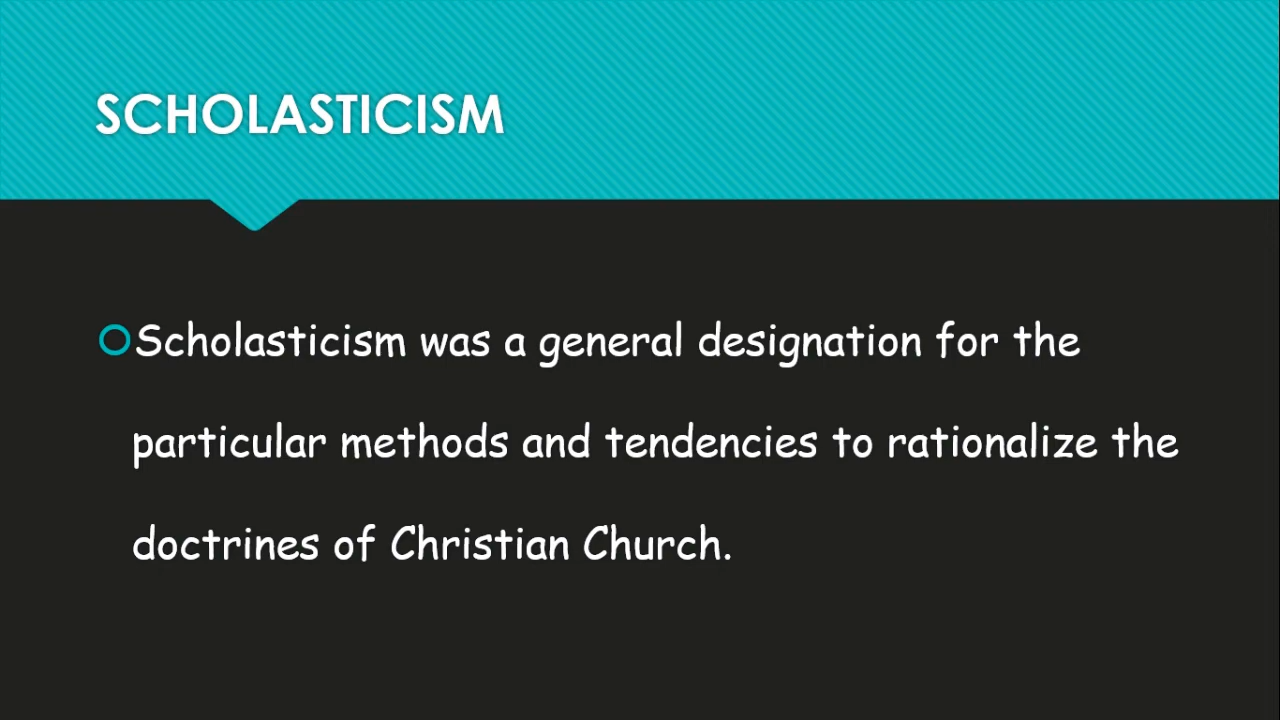 SCHOLASTICISM
Scholasticism was a general designation for the
particular methods and tendencies to rationalize the
doctrines of Christian Church.